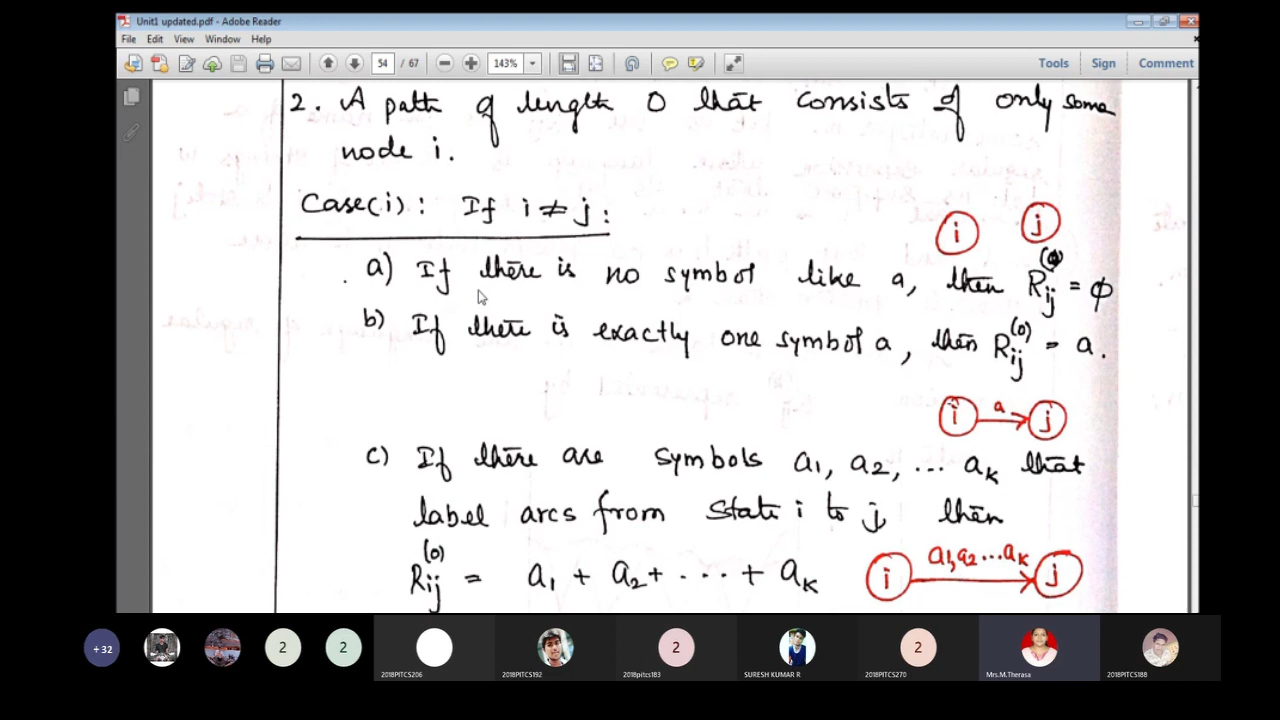 Unit1 updated.pdf - Adobe Reader
File Edit View Window Help
54 / 67 143% Tools Sign Comment
2. A path of length 0 that consists of only some
node i.
Case(i): If i ≠ j:
i j
a) If there is no symbol like a, then Rij(0) = φ
b) If there is exactly one symbol a, then Rij(0) = a.
i a j
c) If there are symbols a1, a2, ... ak that
label arcs from state i to j, then
Rij(0) = a1 + a2 + ... + ak
i a1,a2...ak j
+32 2 2 2 2
2018PITCS206 2018PITCS192 2018pitcs183 SURESH KUMAR R 2018PITCS270 Mrs.M.Therasa 2018PITCS188